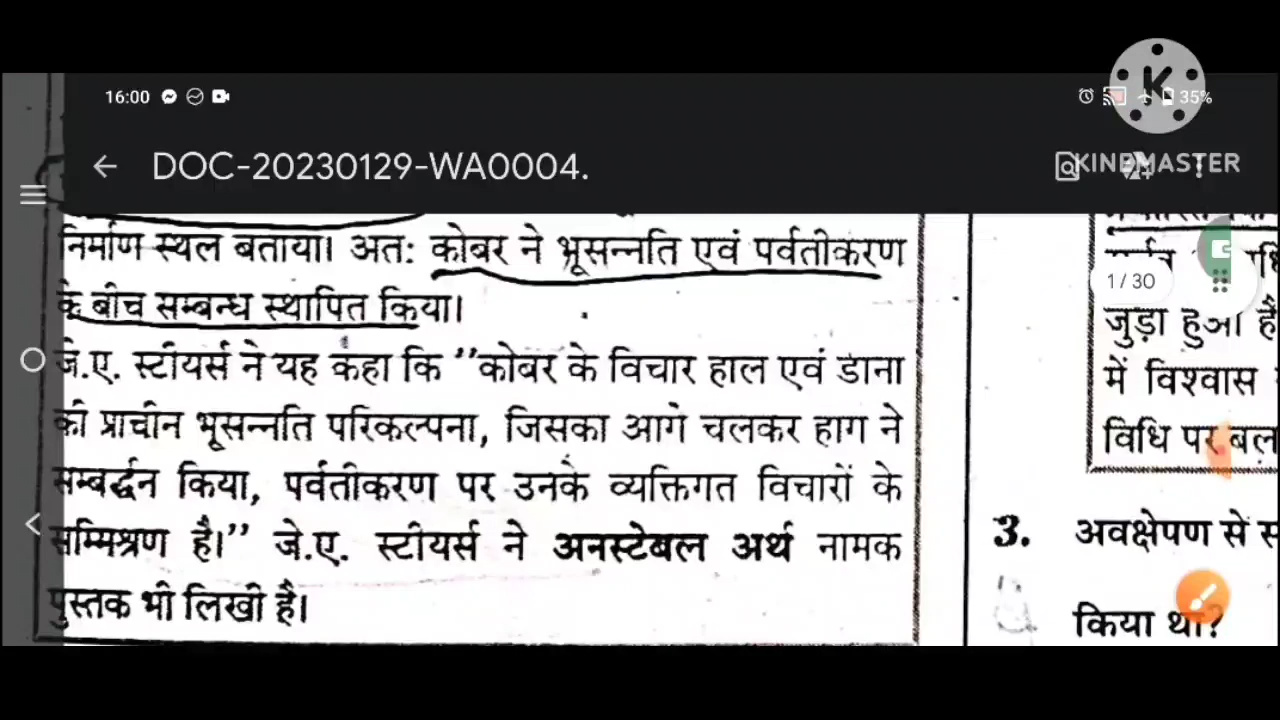 16:00
35%
KINEMASTER
DOC-20230129-WA0004.
1/30
निर्माण स्थल बताया। अत: कोबर ने भूसन्नति एवं पर्वतीकरण
के बीच सम्बन्ध स्थापित किया।
जे.ए. स्टीयर्स ने यह कहा कि ‘‘कोबर के विचार हाल एवं डाना
की प्राचीन भूसन्नति परिकल्पना, जिसका आगे चलकर हाग ने
सम्बर्द्धन किया, पर्वतीकरण पर उनके व्यक्तिगत विचारों के
सम्मिश्रण है।’’ जे.ए. स्टीयर्स ने अनस्टेबल अर्थ नामक
पुस्तक भी लिखी है।
जुड़ा हुआ है
में विश्वास
विधि पर बल
3. अवक्षेपण से
किया था?